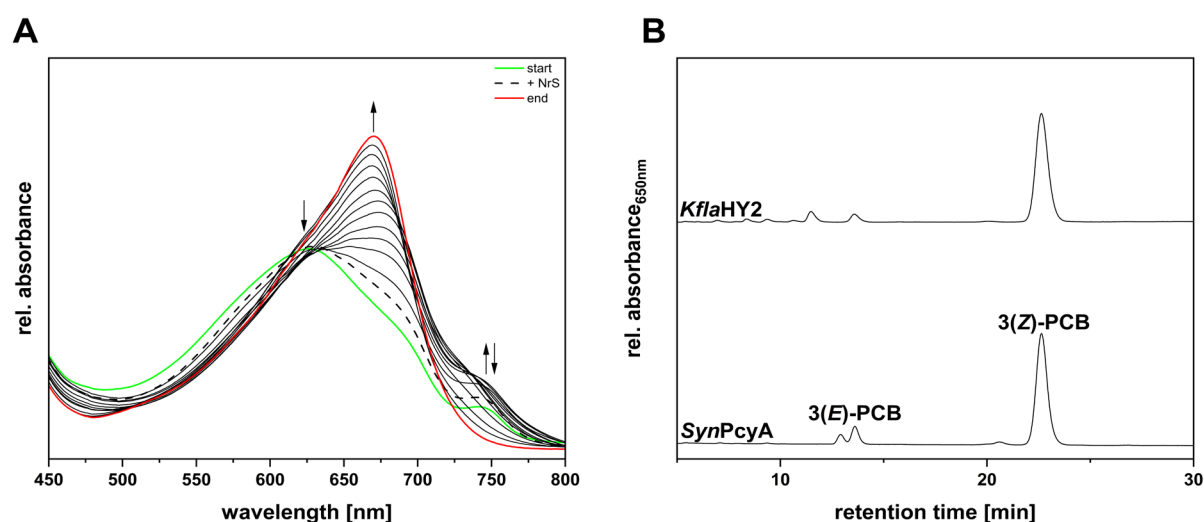 A
start
+ NrS
end
rel. absorbance
450 500 550 600 650 700 750 800
wavelength [nm]
B
rel. absorbance650nm
KflaHY2
3(Z)-PCB
3(E)-PCB
SynPcyA
10 20 30
retention time [min]